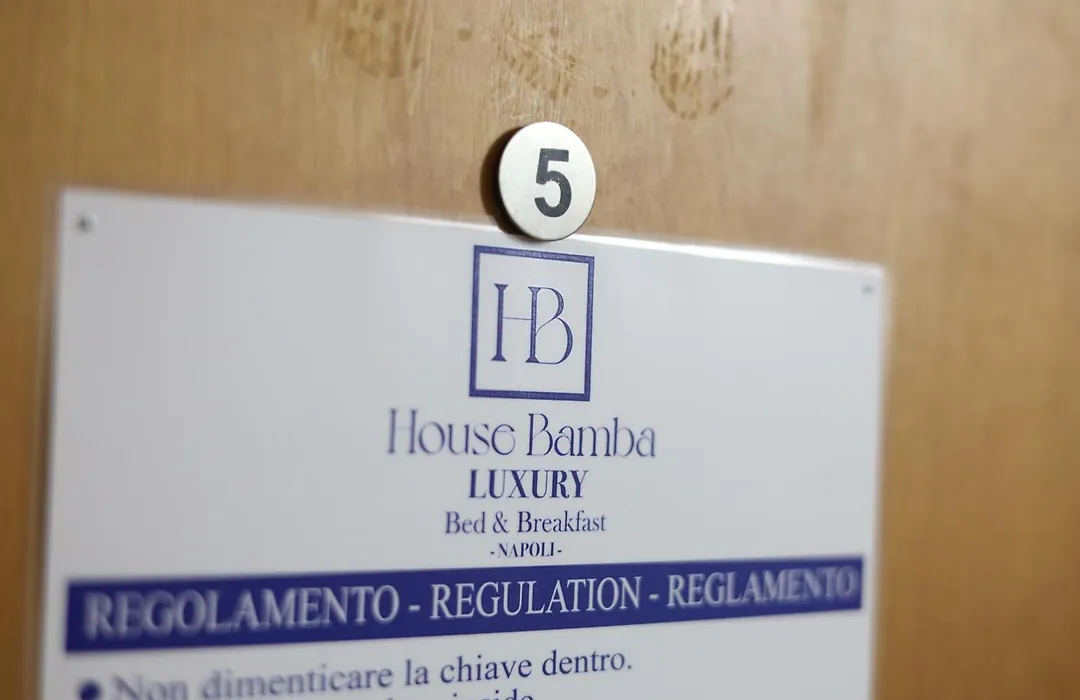 5
HB
House Bamba
LUXURY
Bed & Breakfast
-NAPOLI-
REGOLAMENTO - REGULATION - REGLAMENTO
• Non dimenticare la chiave dentro.